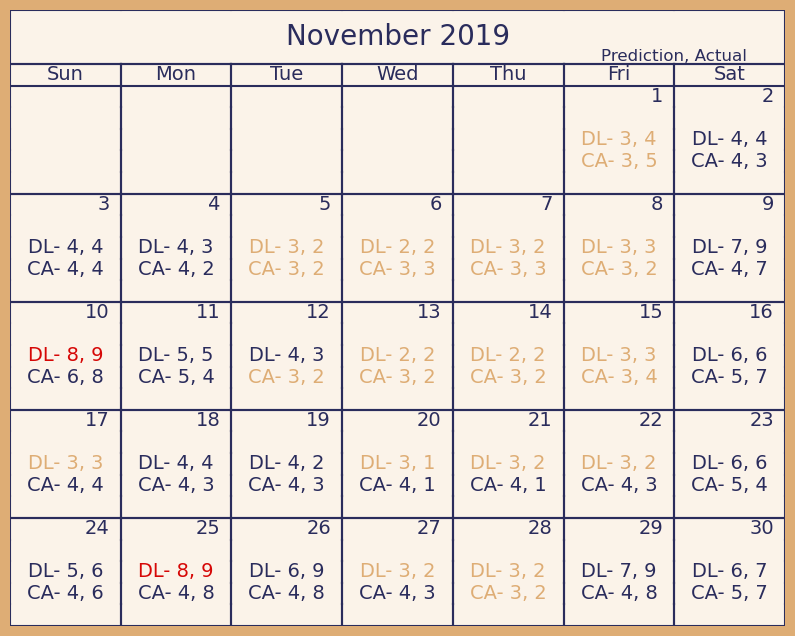 November 2019
Prediction, Actual
Sun Mon Tue Wed Thu Fri Sat
1 2
DL- 3, 4 DL- 4, 4
CA- 3, 5 CA- 4, 3
3 4 5 6 7 8 9
DL- 4, 4 DL- 4, 3 DL- 3, 2 DL- 2, 2 DL- 3, 2 DL- 3, 3 DL- 7, 9
CA- 4, 4 CA- 4, 2 CA- 3, 2 CA- 3, 3 CA- 3, 3 CA- 3, 2 CA- 4, 7
10 11 12 13 14 15 16
DL- 8, 9 DL- 5, 5 DL- 4, 3 DL- 2, 2 DL- 2, 2 DL- 3, 3 DL- 6, 6
CA- 6, 8 CA- 5, 4 CA- 3, 2 CA- 3, 2 CA- 3, 2 CA- 3, 4 CA- 5, 7
17 18 19 20 21 22 23
DL- 3, 3 DL- 4, 4 DL- 4, 2 DL- 3, 1 DL- 3, 2 DL- 3, 2 DL- 6, 6
CA- 4, 4 CA- 4, 3 CA- 4, 3 CA- 4, 1 CA- 4, 1 CA- 4, 3 CA- 5, 4
24 25 26 27 28 29 30
DL- 5, 6 DL- 8, 9 DL- 6, 9 DL- 3, 2 DL- 3, 2 DL- 7, 9 DL- 6, 7
CA- 4, 6 CA- 4, 8 CA- 4, 8 CA- 4, 3 CA- 3, 2 CA- 4, 8 CA- 5, 7